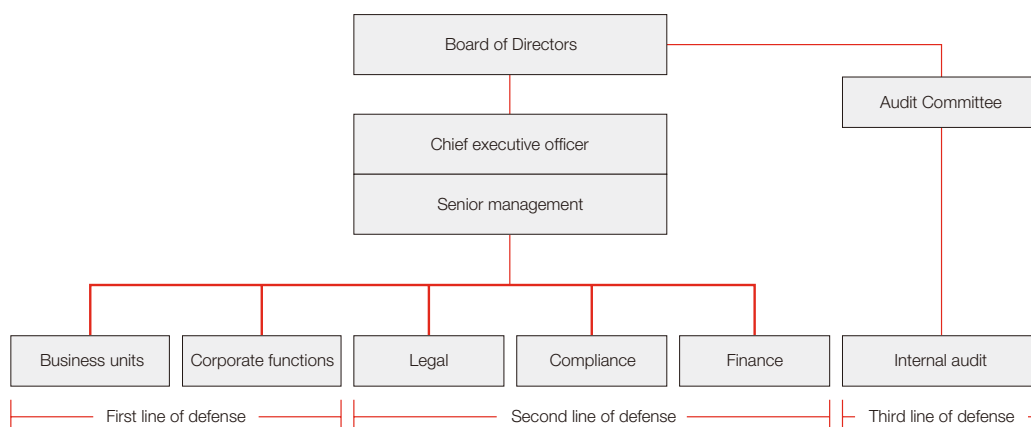 Board of Directors
Audit Committee
Chief executive officer
Senior management
Business units
Corporate functions
Legal
Compliance
Finance
Internal audit
First line of defense
Second line of defense
Third line of defense